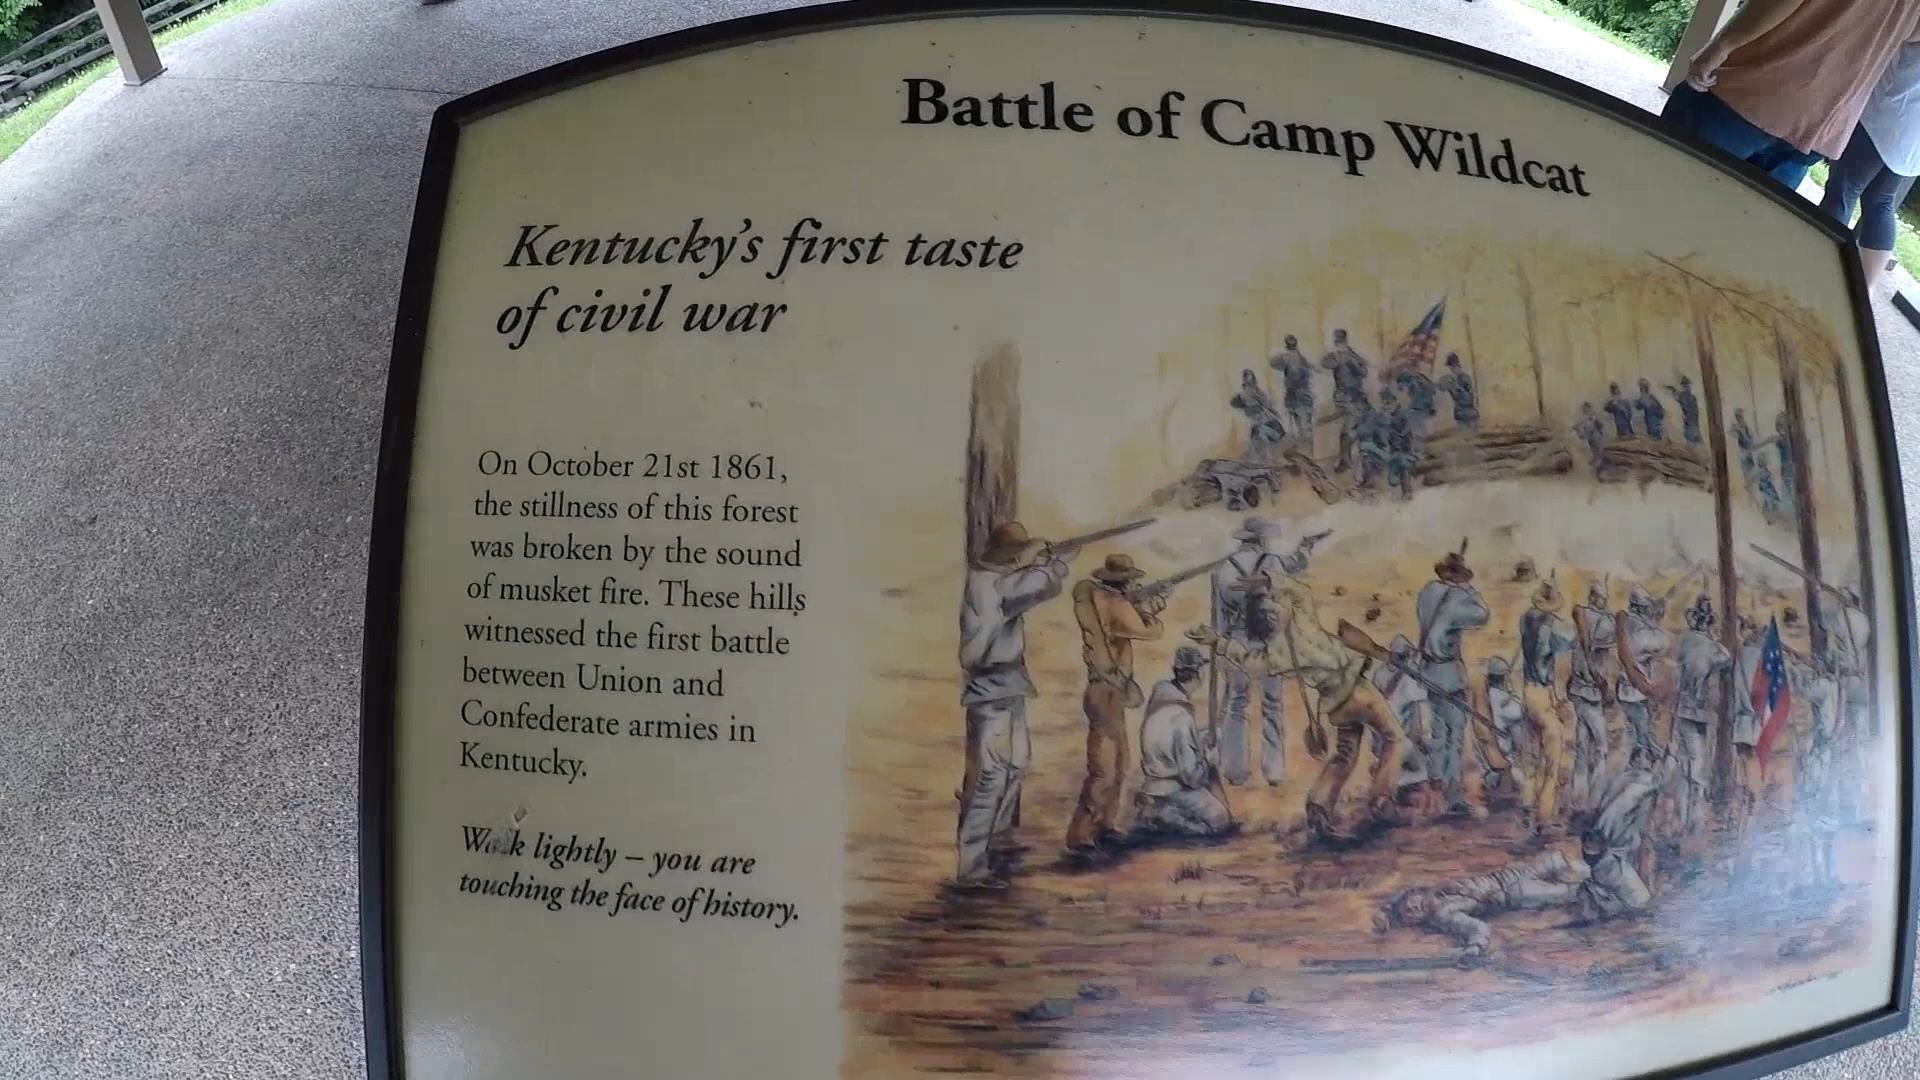 Battle of Camp Wildcat
Kentucky's first taste
of civil war
On October 21st 1861,
the stillness of this forest
was broken by the sound
of musket fire. These hills
witnessed the first battle
between Union and
Confederate armies in
Kentucky.
Walk lightly – you are
touching the face of history.